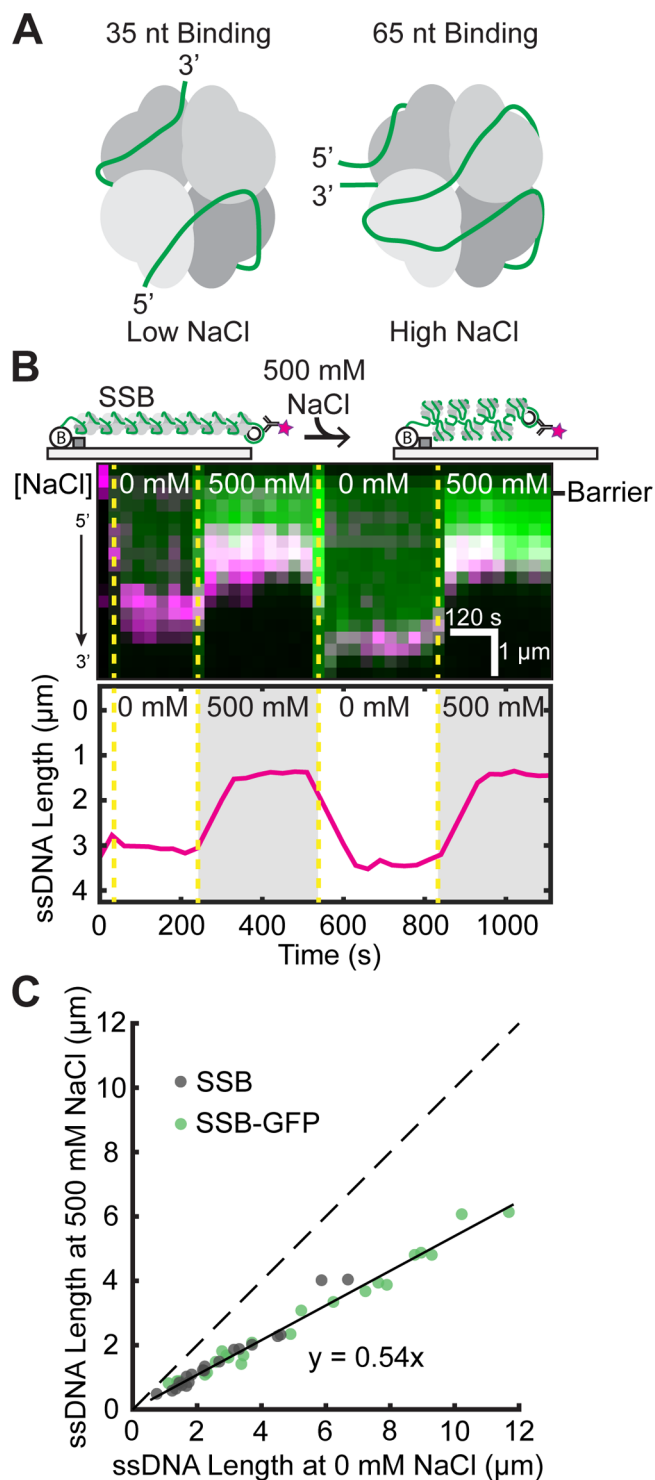 A
35 nt Binding
65 nt Binding
3’
5’
5’
3’
Low NaCl
High NaCl
B
SSB
500 mM
NaCl
B
B
[NaCl]
0 mM
500 mM
0 mM
500 mM
Barrier
5’
3’
120 s
1 µm
ssDNA Length (µm)
0 mM
500 mM
0 mM
500 mM
0
1
2
3
4
0
200
400
600
800
1000
Time (s)
C
ssDNA Length at 500 mM NaCl (µm)
12
10
8
6
4
2
0
SSB
SSB-GFP
y = 0.54x
0
2
4
6
8
10
12
ssDNA Length at 0 mM NaCl (µm)